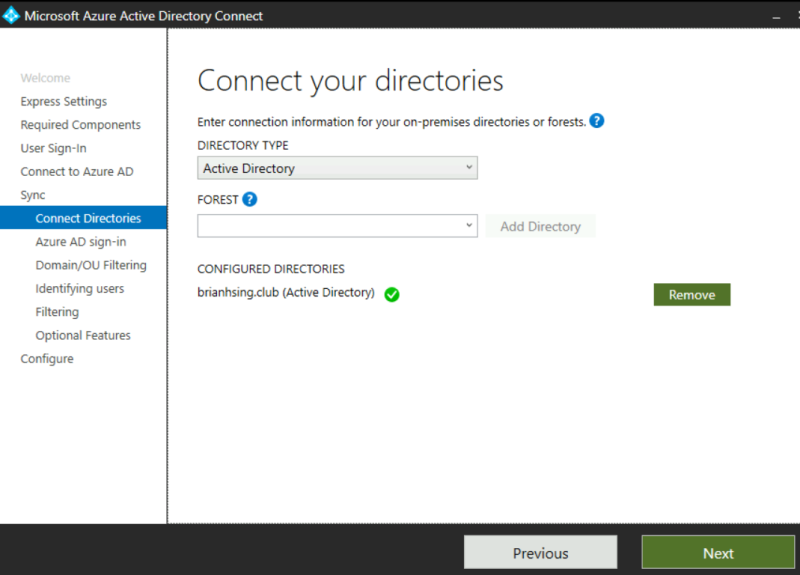 Microsoft Azure Active Directory Connect
Welcome
Express Settings
Required Components
User Sign-In
Connect to Azure AD
Sync
Connect Directories
Azure AD sign-in
Domain/OU Filtering
Identifying users
Filtering
Optional Features
Configure
Connect your directories
Enter connection information for your on-premises directories or forests. ?
DIRECTORY TYPE
Active Directory
FOREST ?
Add Directory
CONFIGURED DIRECTORIES
brianhsing.club (Active Directory)
Remove
Previous
Next